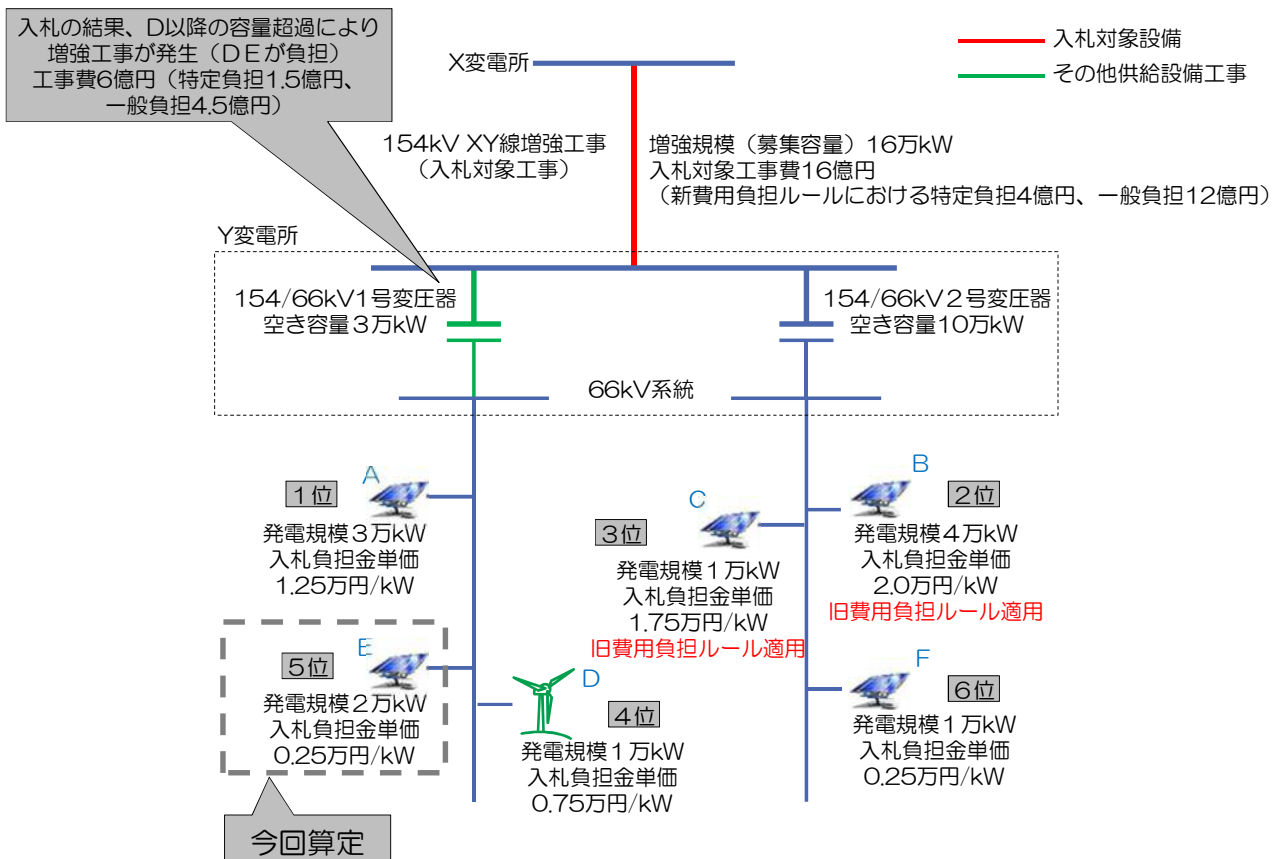 入札の結果、D以降の容量超過により
増強工事が発生（ＤＥが負担）
工事費6億円（特定負担1.5億円、
一般負担4.5億円）
X変電所
入札対象設備
その他供給設備工事
154kV XY線増強工事
（入札対象工事）
増強規模（募集容量）16万kW
入札対象工事費16億円
（新費用負担ルールにおける特定負担4億円、一般負担12億円）
Y変電所
154/66kV1号変圧器
空き容量3万kW
154/66kV２号変圧器
空き容量10万kW
66kV系統
A
１位
発電規模3万kW
入札負担金単価
1.25万円/kW
C
３位
発電規模１万kW
入札負担金単価
1.75万円/kW
旧費用負担ルール適用
B
２位
発電規模４万kW
入札負担金単価
2.0万円/kW
旧費用負担ルール適用
E
５位
発電規模２万kW
入札負担金単価
0.25万円/kW
D
４位
発電規模１万kW
入札負担金単価
0.75万円/kW
F
６位
発電規模１万kW
入札負担金単価
0.25万円/kW
今回算定